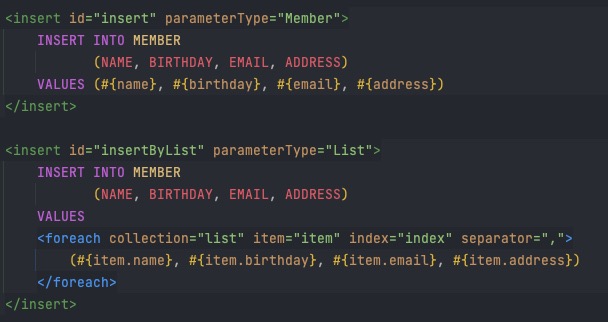 <insert id="insert" parameterType="Member">
INSERT INTO MEMBER
(NAME, BIRTHDAY, EMAIL, ADDRESS)
VALUES (#{name}, #{birthday}, #{email}, #{address})
</insert>
<insert id="insertByList" parameterType="List">
INSERT INTO MEMBER
(NAME, BIRTHDAY, EMAIL, ADDRESS)
VALUES
<foreach collection="list" item="item" index="index" separator=",">
(#{item.name}, #{item.birthday}, #{item.email}, #{item.address})
</foreach>
</insert>